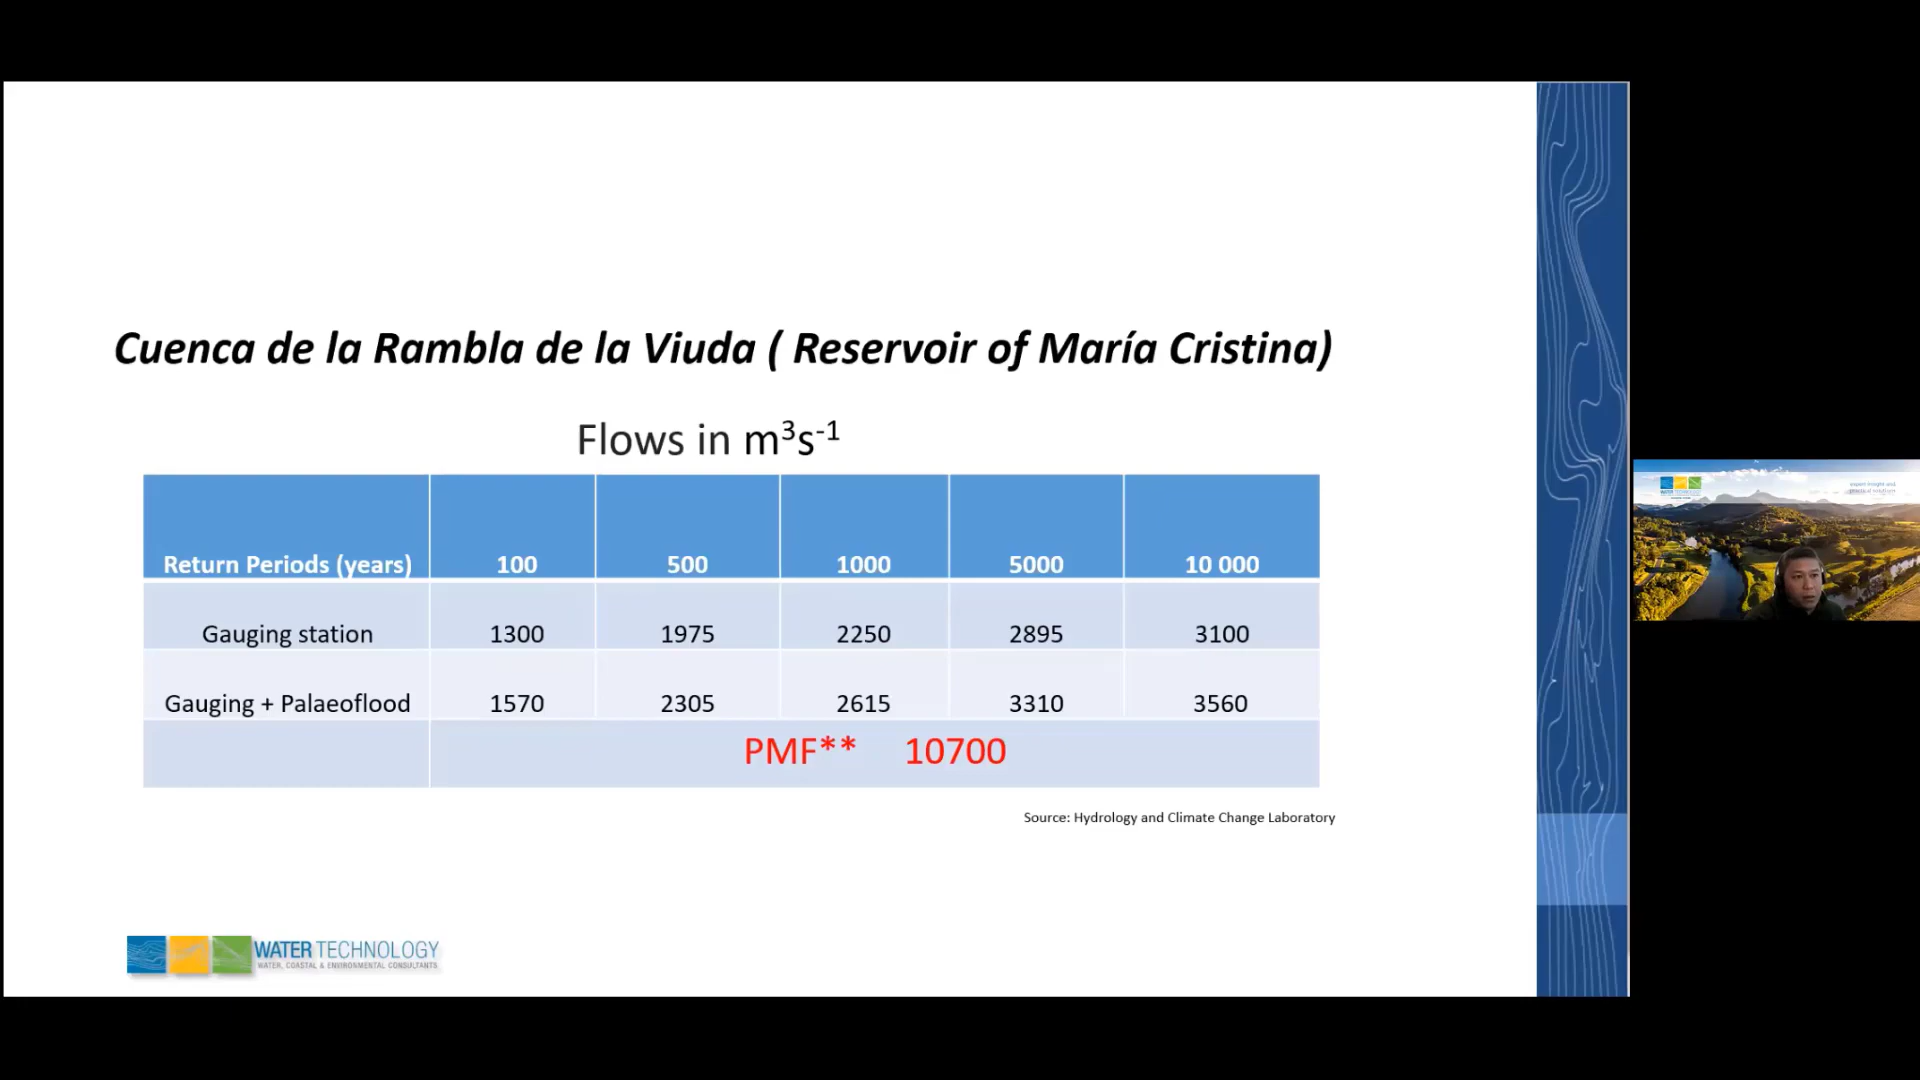 Cuenca de la Rambla de la Viuda ( Reservoir of María Cristina)
Flows in m³s⁻¹
Return Periods (years) 100 500 1000 5000 10 000
Gauging station 1300 1975 2250 2895 3100
Gauging + Palaeoflood 1570 2305 2615 3310 3560
PMF** 10700
Source: Hydrology and Climate Change Laboratory
WATER TECHNOLOGY
WATER, COASTAL & ENVIRONMENTAL CONSULTANTS